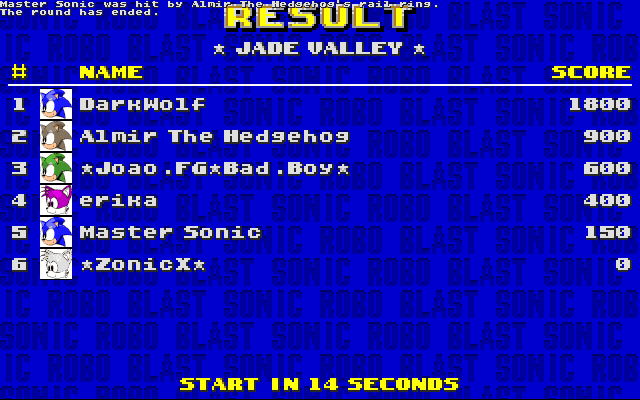 Master Sonic was hit by Almir The Hedgehog's rail ring.
The round has ended.
RESULT
★ JADE VALLEY ★
# NAME SCORE
1 DarkWolf 1800
2 Almir The Hedgehog 900
3 *Joao.FG*Bad.Boy* 600
4 erika 400
5 Master Sonic 150
6 *ZonicX* 0
START IN 14 SECONDS